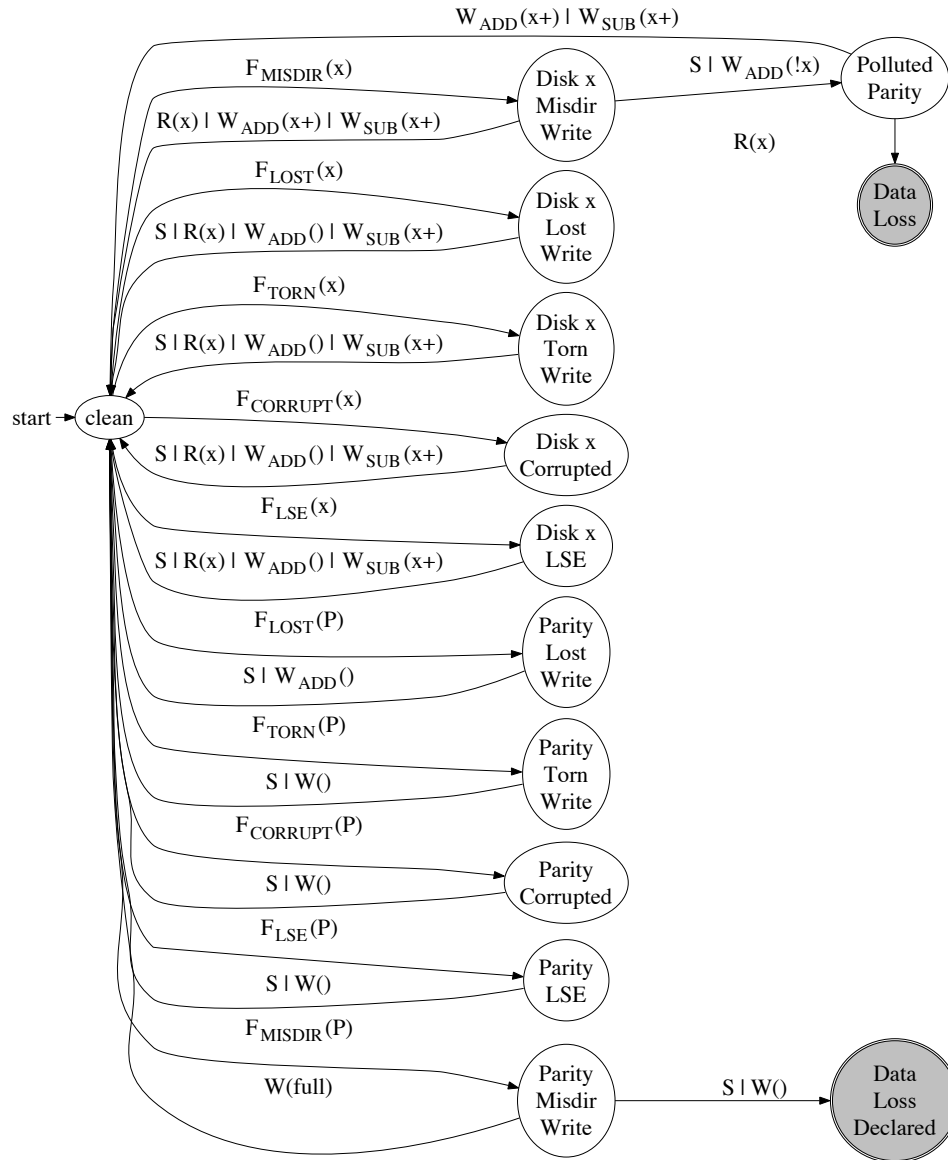 W_ADD(x+) | W_SUB(x+)
F_MISDIR(x)
R(x) | W_ADD(x+) | W_SUB(x+)
Disk x
Misdir
Write
S | W_ADD(!x)
Polluted
Parity
R(x)
Data
Loss
F_LOST(x)
S | R(x) | W_ADD() | W_SUB(x+)
Disk x
Lost
Write
F_TORN(x)
S | R(x) | W_ADD() | W_SUB(x+)
Disk x
Torn
Write
start
clean
F_CORRUPT(x)
S | R(x) | W_ADD() | W_SUB(x+)
Disk x
Corrupted
F_LSE(x)
S | R(x) | W_ADD() | W_SUB(x+)
Disk x
LSE
F_LOST(P)
S | W_ADD()
Parity
Lost
Write
F_TORN(P)
S | W()
Parity
Torn
Write
F_CORRUPT(P)
S | W()
Parity
Corrupted
F_LSE(P)
S | W()
Parity
LSE
F_MISDIR(P)
W(full)
Parity
Misdir
Write
S | W()
Data
Loss
Declared